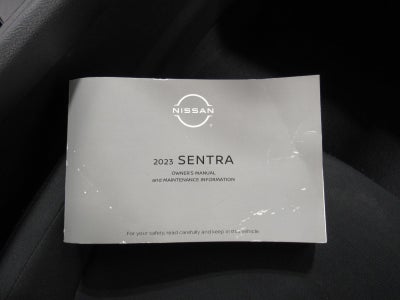 NISSAN
2023 SENTRA
OWNER'S MANUAL
and MAINTENANCE INFORMATION
For your safety, read carefully and keep in this vehicle.